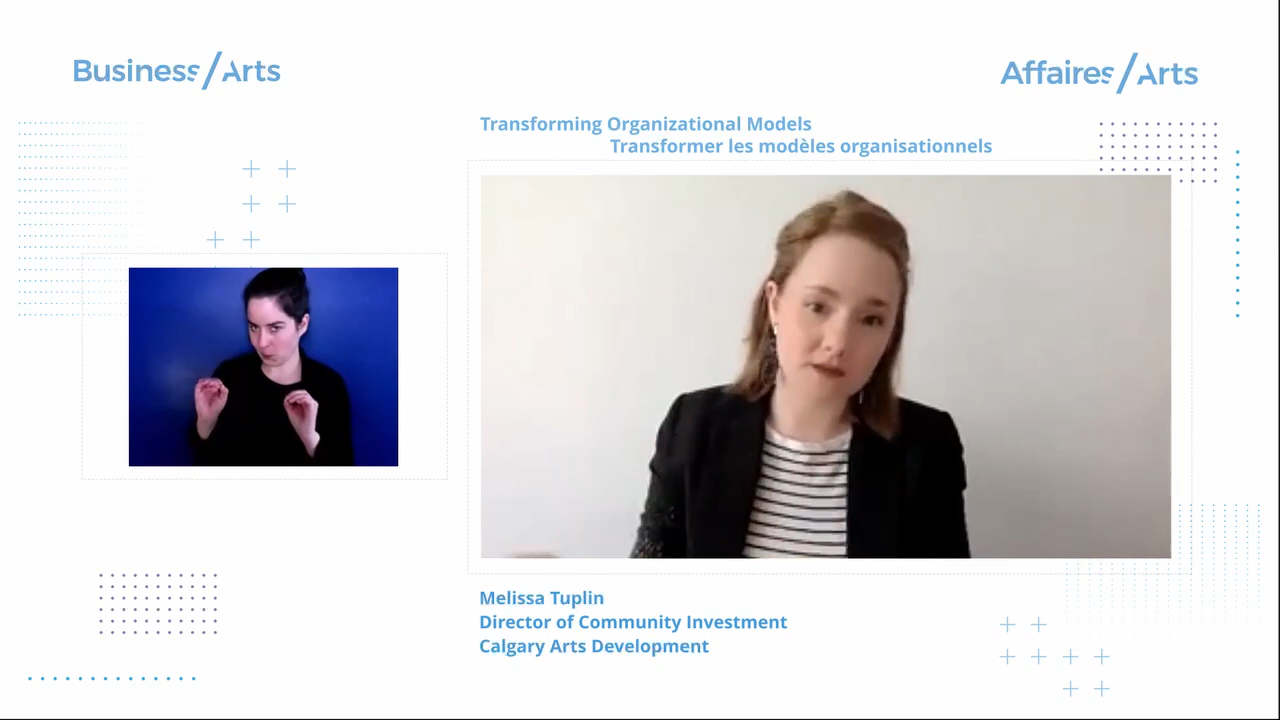 Business/Arts
Affaires/Arts
Transforming Organizational Models
Transformer les modèles organisationnels
Melissa Tuplin
Director of Community Investment
Calgary Arts Development